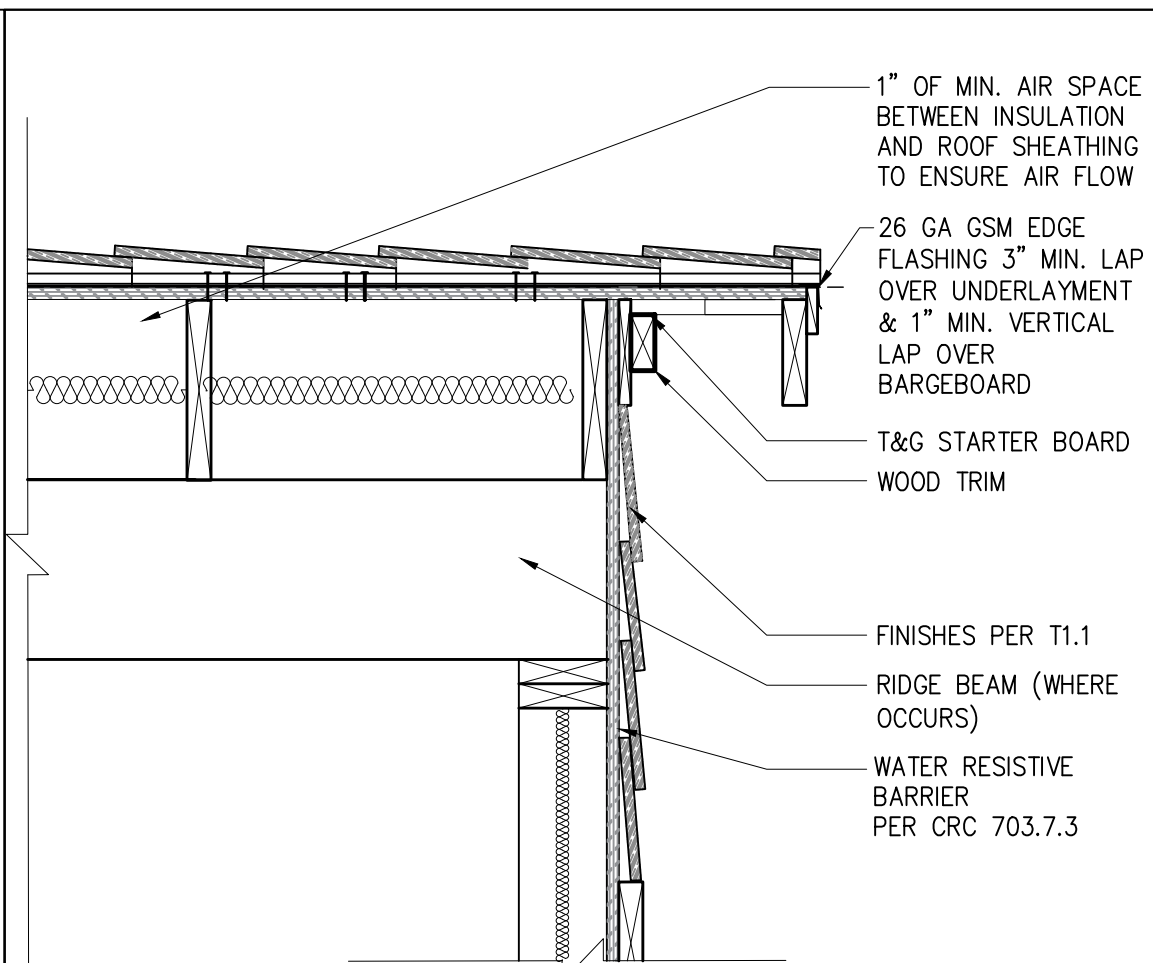 1” OF MIN. AIR SPACE
BETWEEN INSULATION
AND ROOF SHEATHING
TO ENSURE AIR FLOW
26 GA GSM EDGE
FLASHING 3” MIN. LAP
OVER UNDERLAYMENT
& 1” MIN. VERTICAL
LAP OVER
BARGEBOARD
T&G STARTER BOARD
WOOD TRIM
FINISHES PER T1.1
RIDGE BEAM (WHERE
OCCURS)
WATER RESISTIVE
BARRIER
PER CRC 703.7.3